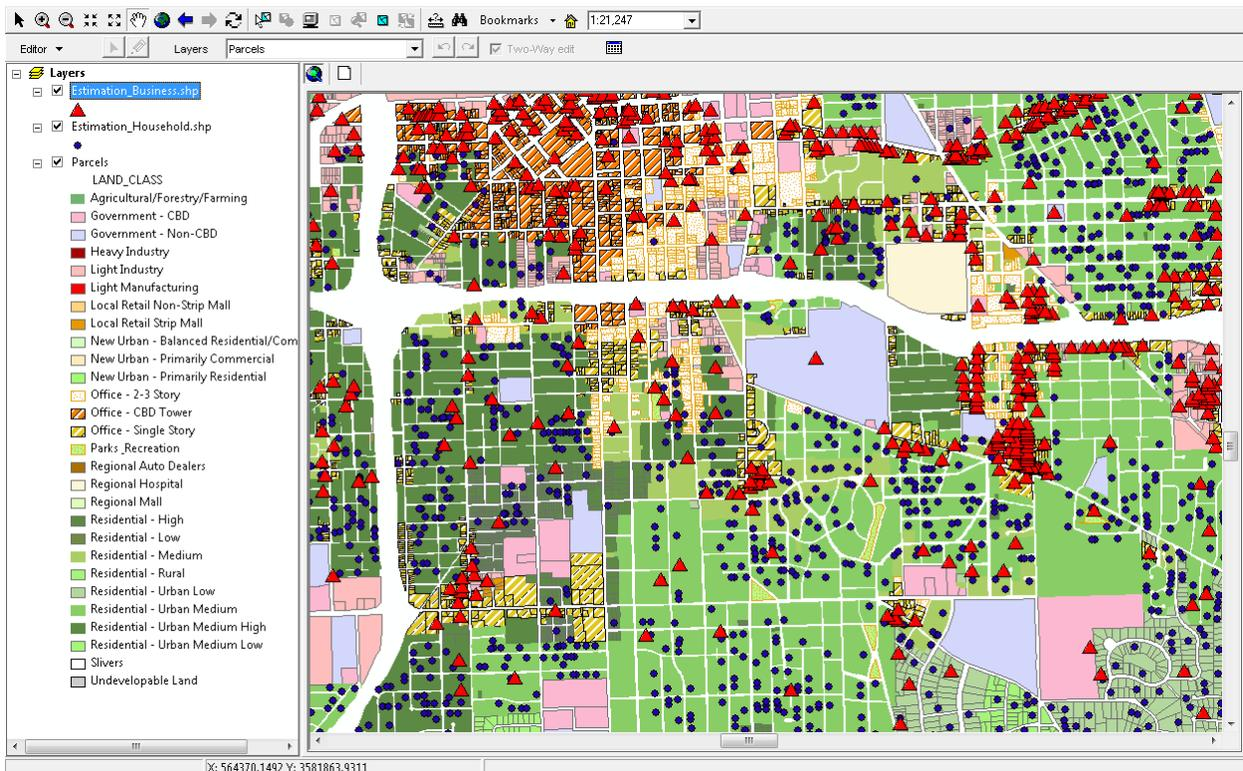 Bookmarks 1:21,247
Editor Layers Parcels Two-Way edit
Layers
Estimation_Business.shp
Estimation_Household.shp
Parcels
LAND_CLASS
Agricultural/Forestry/Farming
Government - CBD
Government - Non-CBD
Heavy Industry
Light Industry
Light Manufacturing
Local Retail Non-Strip Mall
Local Retail Strip Mall
New Urban - Balanced Residential/Com
New Urban - Primarily Commercial
New Urban - Primarily Residential
Office - 2-3 Story
Office - CBD Tower
Office - Single Story
Parks_Recreation
Regional Auto Dealers
Regional Hospital
Regional Mall
Residential - High
Residential - Low
Residential - Medium
Residential - Rural
Residential - Urban Low
Residential - Urban Medium
Residential - Urban Medium High
Residential - Urban Medium Low
Slivers
Undevelopable Land
X: 564370.1492 Y: 3581863.9311